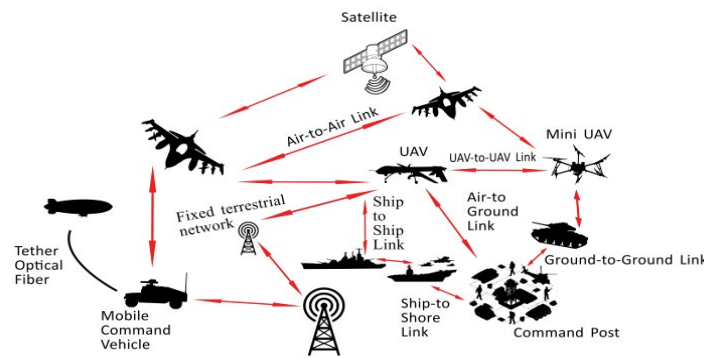 Satellite
Air-to-Air Link
Mini UAV
UAV
UAV-to-UAV Link
Fixed terrestrial
network
Ship
to
Ship
Link
Air-to
Ground
Link
Tether
Optical
Fiber
Ground-to-Ground Link
Mobile
Command
Vehicle
Ship-to
Shore
Link
Command Post